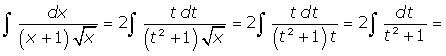 ∫ dx / ((x + 1)√x) = 2∫ t dt / ((t² + 1)√x) = 2∫ t dt / ((t² + 1) t) = 2∫ dt / (t² + 1) =